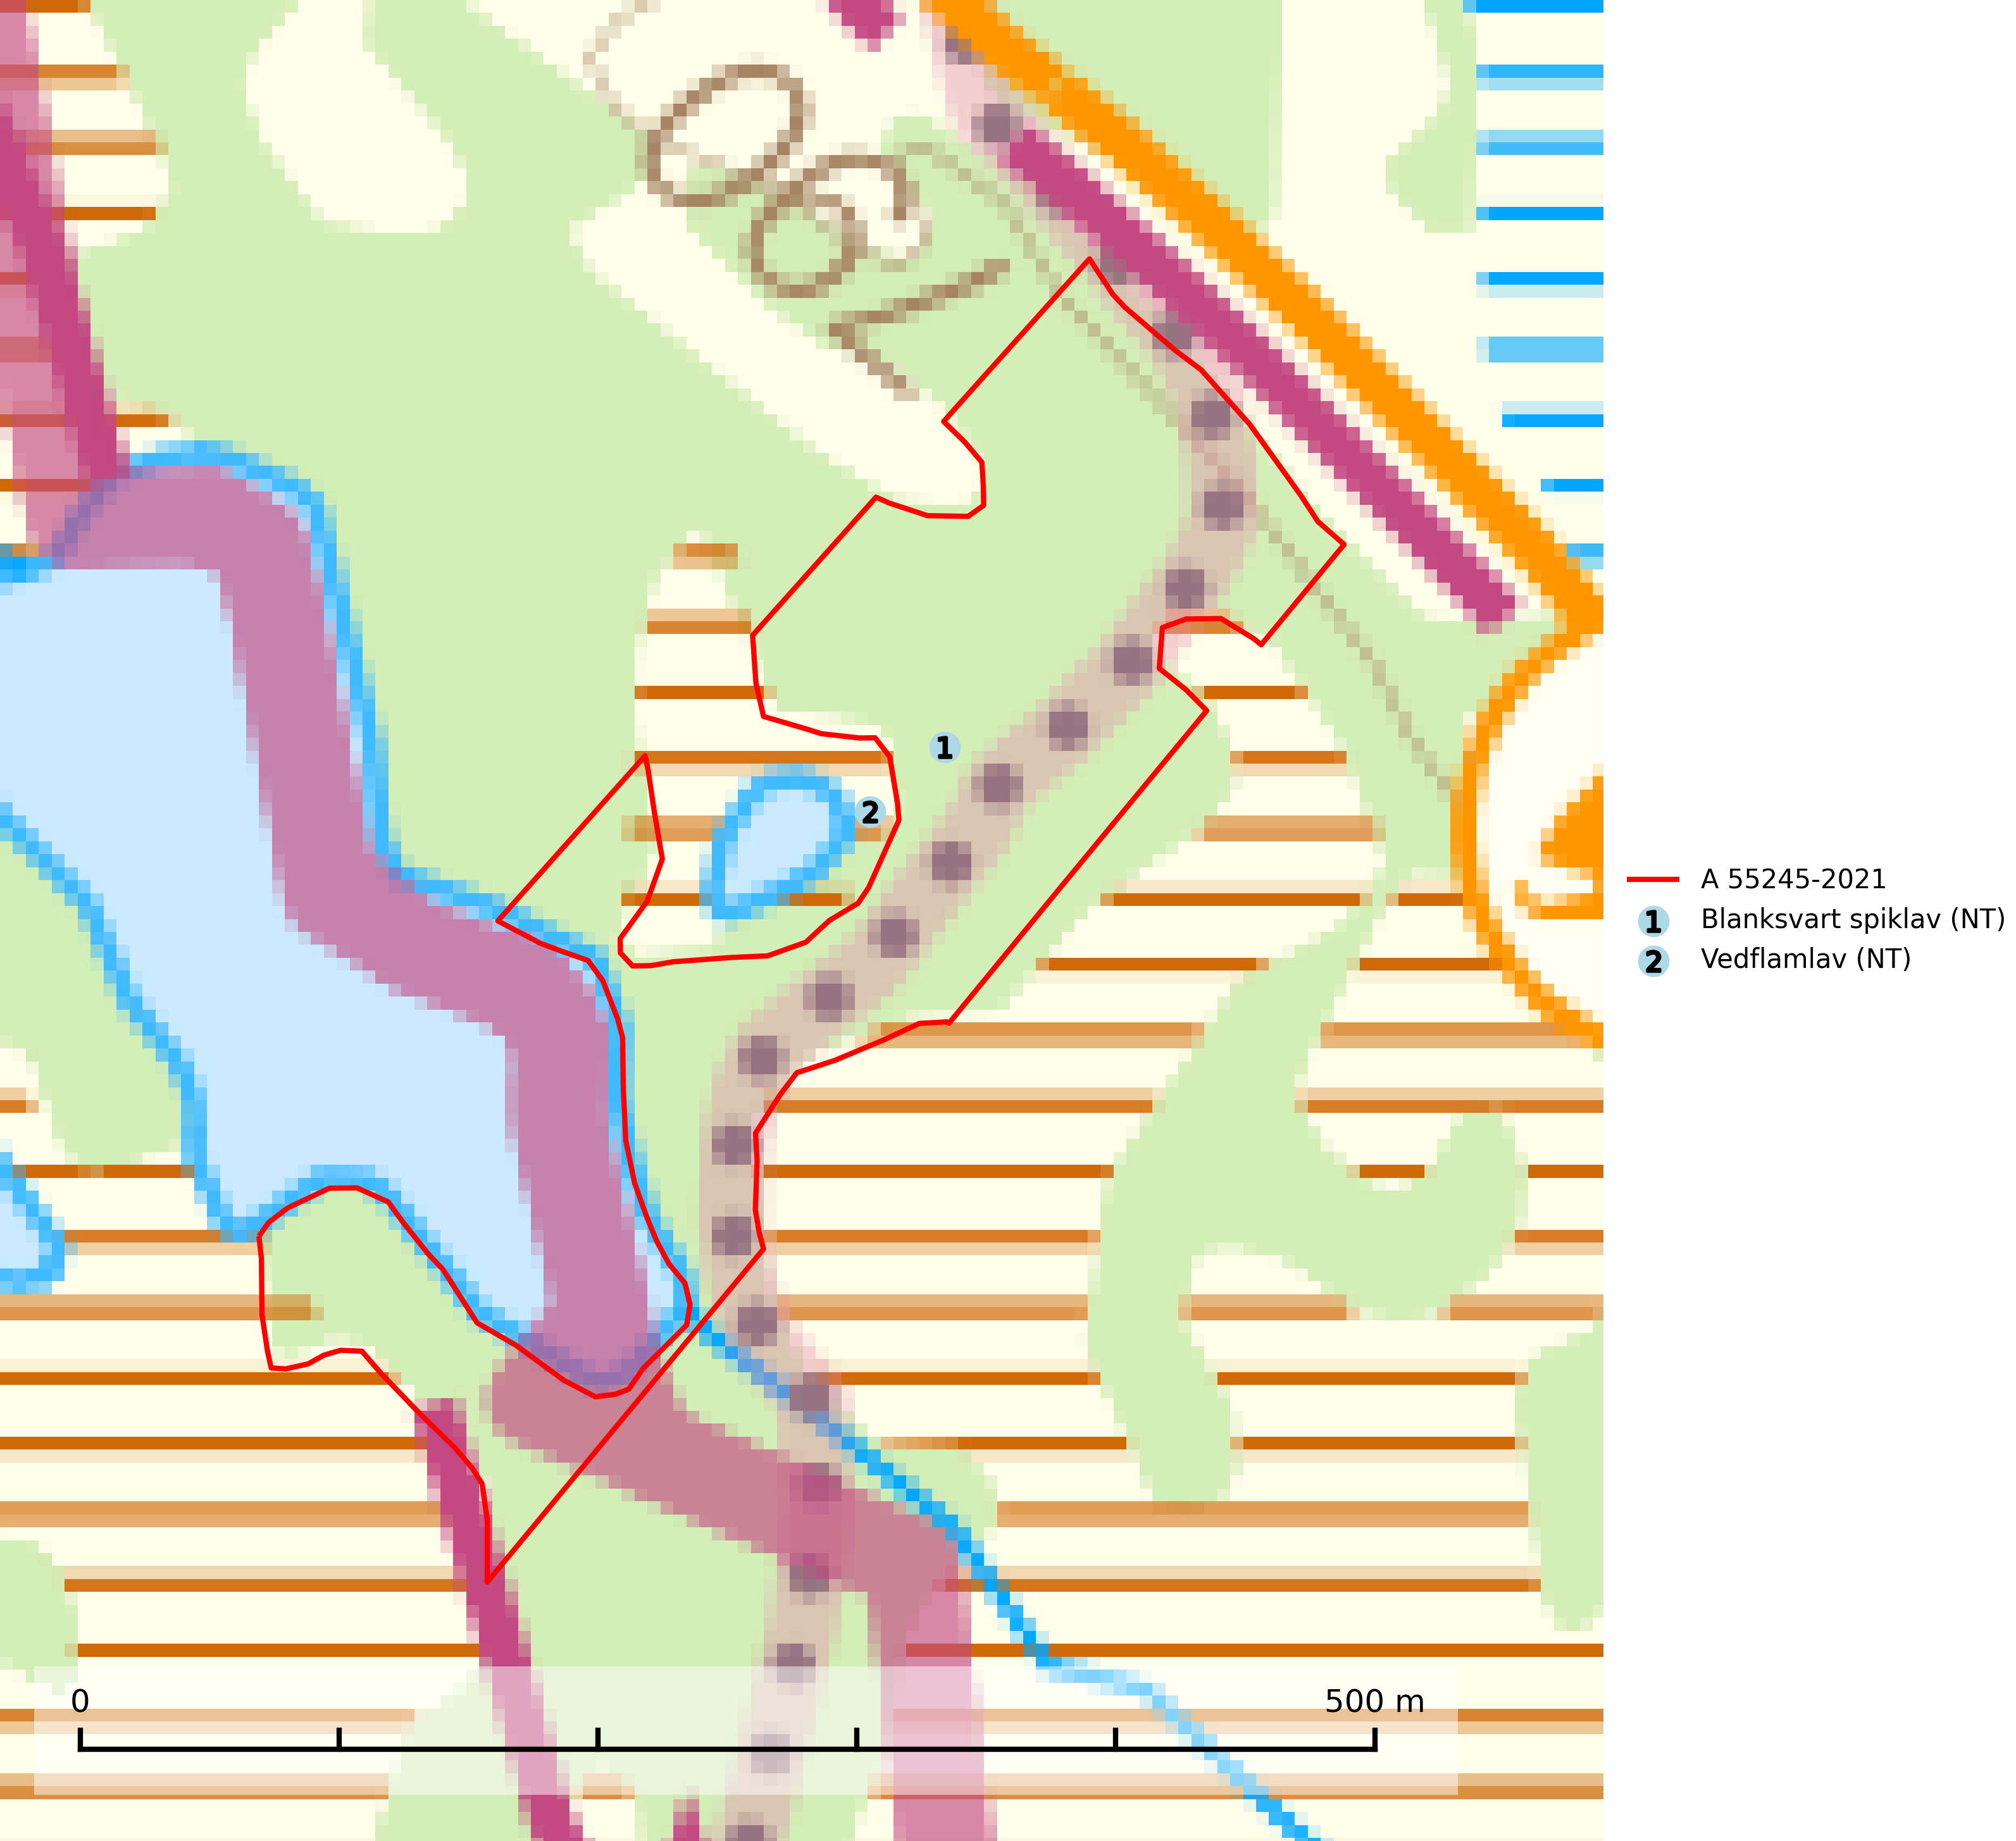 1
2
A 55245-2021
1 Blanksvart spiklav (NT)
2 Vedflamlav (NT)
0 500 m